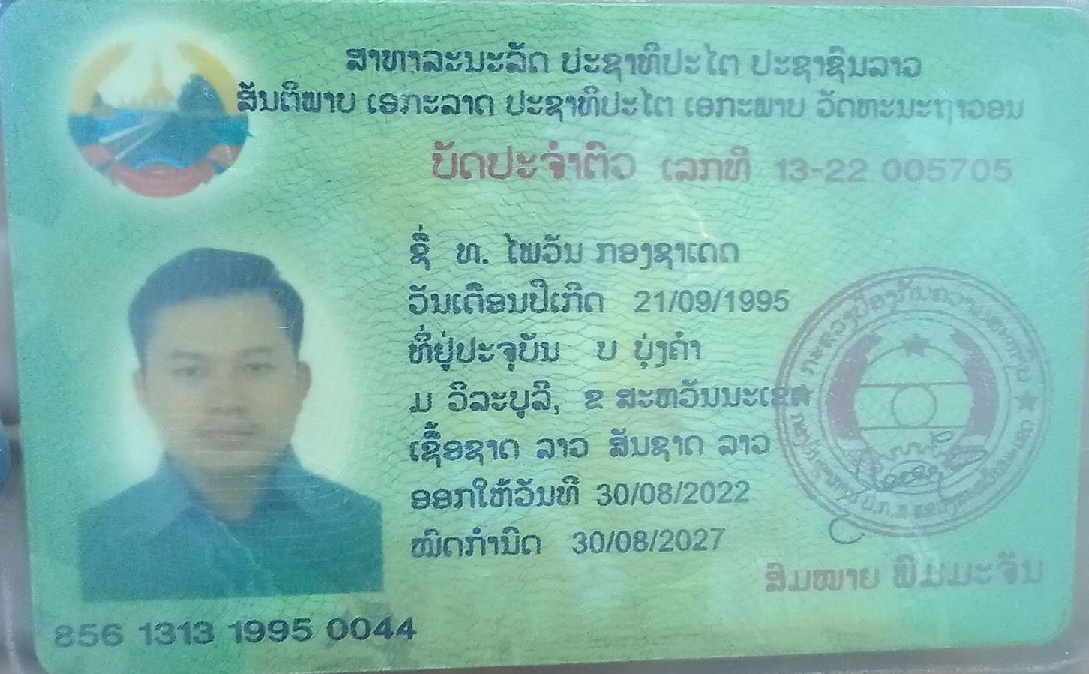 ສາທາລະນະລັດ ປະຊາທິປະໄຕ ປະຊາຊົນລາວ
ສັນຕິພາບ ເອກະລາດ ປະຊາທິປະໄຕ ເອກະພາບ ວັດທະນະຖາວອນ
ບັດປະຈຳຕົວ ເລກທີ 13-22 005705
ຊື່ ທ. ໄພວັນ ກອງຊາເດດ
ວັນເດືອນປີເກີດ 21/09/1995
ທີ່ຢູ່ປະຈຸບັນ ບ ບຸ່ງຄຳ
ມ ວິລະບູລີ, ຂ ສະຫວັນນະເຂດ
ເຊື້ອຊາດ ລາວ ສັນຊາດ ລາວ
ອອກໃຫ້ວັນທີ 30/08/2022
ໝົດກຳນົດ 30/08/2027
ສິມໝາຍ ພິມມະຈັນ
856 1313 1995 0044